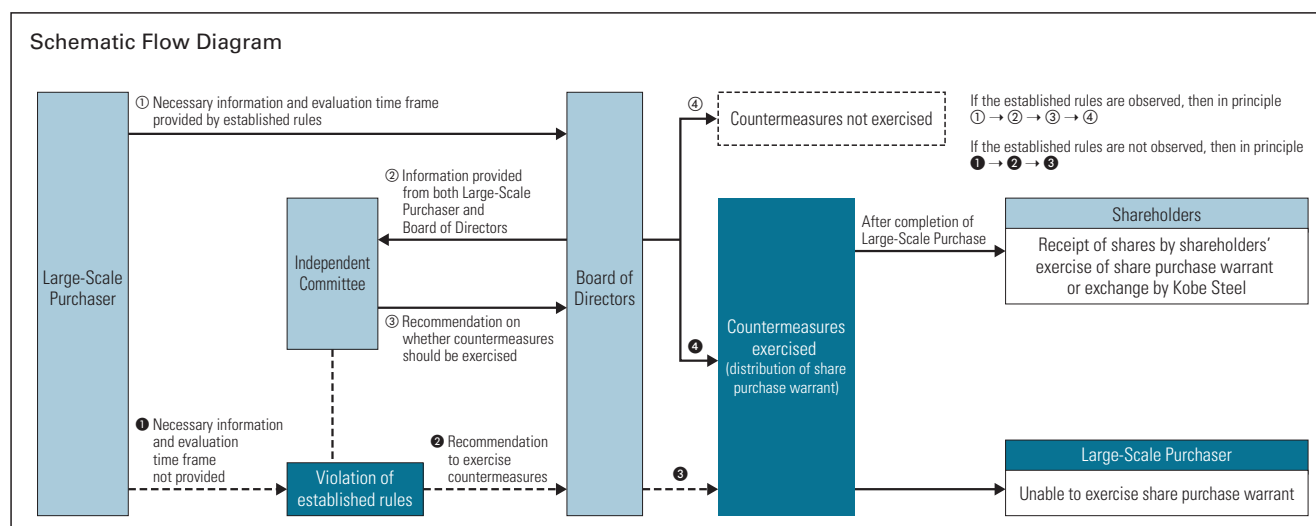 Schematic Flow Diagram
Large-Scale
Purchaser
① Necessary information and evaluation time frame
provided by established rules
② Information provided
from both Large-Scale
Purchaser and
Board of Directors
Independent
Committee
③ Recommendation on
whether countermeasures
should be exercised
❶ Necessary information
and evaluation
time frame
not provided
Violation of
established rules
❷ Recommendation
to exercise
countermeasures
Board of
Directors
④
Countermeasures not exercised
❹
❸
Countermeasures
exercised
(distribution of share
purchase warrant)
If the established rules are observed, then in principle
① → ② → ③ → ④
If the established rules are not observed, then in principle
❶ → ❷ → ❸
After completion of
Large-Scale Purchase
Shareholders
Receipt of shares by shareholders’
exercise of share purchase warrant
or exchange by Kobe Steel
Large-Scale Purchaser
Unable to exercise share purchase warrant